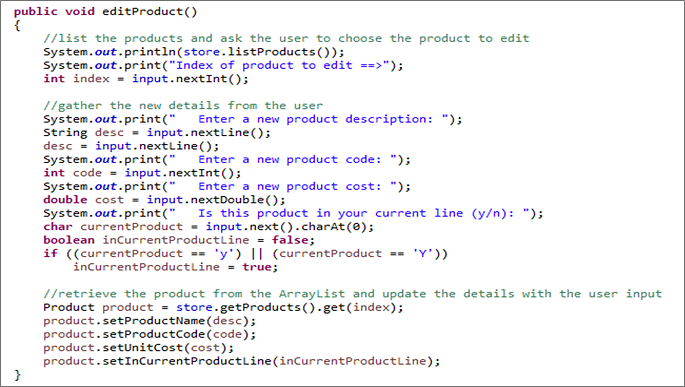 public void editProduct()
{
    //list the products and ask the user to choose the product to edit
    System.out.println(store.listProducts());
    System.out.print("Index of product to edit ==>");
    int index = input.nextInt();

    //gather the new details from the user
    System.out.print("   Enter a new product description: ");
    String desc = input.nextLine();
    desc = input.nextLine();
    System.out.print("   Enter a new product code: ");
    int code = input.nextInt();
    System.out.print("   Enter a new product cost: ");
    double cost = input.nextDouble();
    System.out.print("   Is this product in your current line (y/n): ");
    char currentProduct = input.next().charAt(0);
    boolean inCurrentProductLine = false;
    if ((currentProduct == 'y') || (currentProduct == 'Y'))
        inCurrentProductLine = true;

    //retrieve the product from the ArrayList and update the details with the user input
    Product product = store.getProducts().get(index);
    product.setProductName(desc);
    product.setProductCode(code);
    product.setUnitCost(cost);
    product.setInCurrentProductLine(inCurrentProductLine);
}